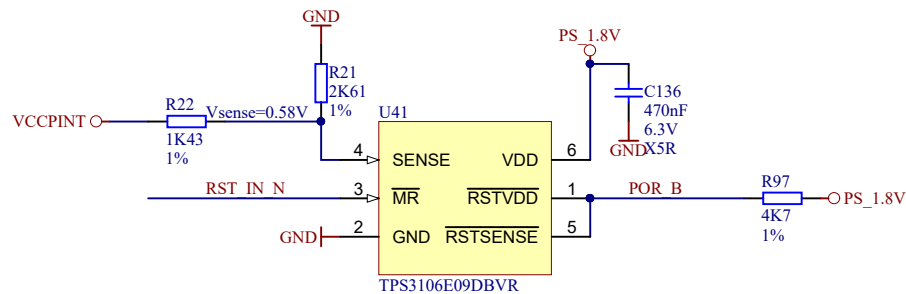 GND
PS_1.8V
R21
2K61
1%
C136
470nF
6.3V
X5R
GND
R22
Vsense=0.58V
U41
VCCPINT
1K43
1%
4
SENSE
VDD
6
RST_IN_N
3
MR
RSTVDD
1
POR_B
R97
PS_1.8V
4K7
1%
GND
2
GND
RSTSENSE
5
TPS3106E09DBVR